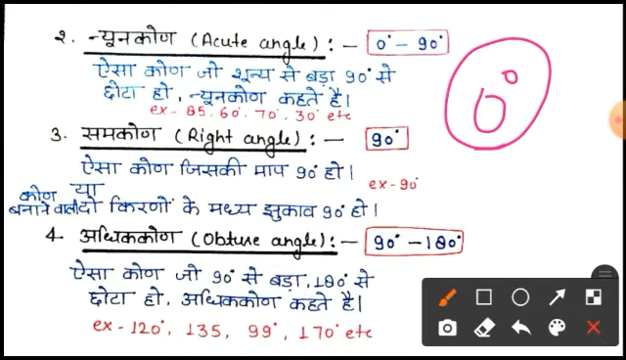 २. न्यूनकोण (Acute angle) : – 0° – 90°
ऐसा कोण जो शून्य से बड़ा 90° से
छोटा हो, न्यूनकोण कहते है।
ex - 85. 60°. 70°. 30° etc
0°
3. समकोण (Right angle) : – 90°
ऐसा कोण जिसकी माप 90° हो।
ex - 90°
या
कोण बनाने वाली दो किरणों के मध्य झुकाव 90° हो।
4. अधिककोण (Obtuse angle) : – 90° – 180°
ऐसा कोण जो 90° से बड़ा, 180° से
छोटा हो, अधिककोण कहते है।
ex - 120°, 135, 99°, 170° etc